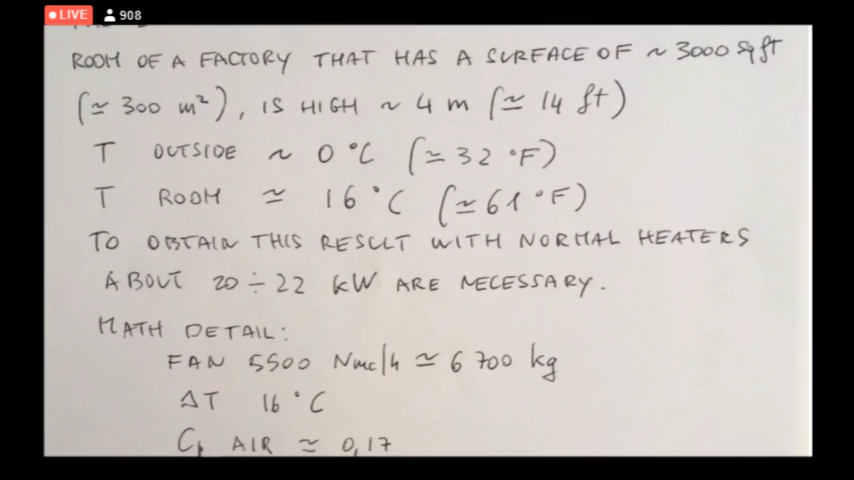 LIVE 908
ROOM OF A FACTORY THAT HAS A SURFACE OF ~ 3000 Sq ft
(≃ 300 m²), IS HIGH ~ 4 m (≃ 14 ft)
T OUTSIDE ~ 0 °C (≃ 32 °F)
T ROOM ≃ 16 °C (≃ 61 °F)
TO OBTAIN THIS RESULT WITH NORMAL HEATERS
ABOUT 20 ÷ 22 KW ARE NECESSARY.
MATH DETAIL:
FAN 5500 Nmc/h ≃ 6 700 kg
ΔT 16 °C
Cp AIR ≃ 0,17